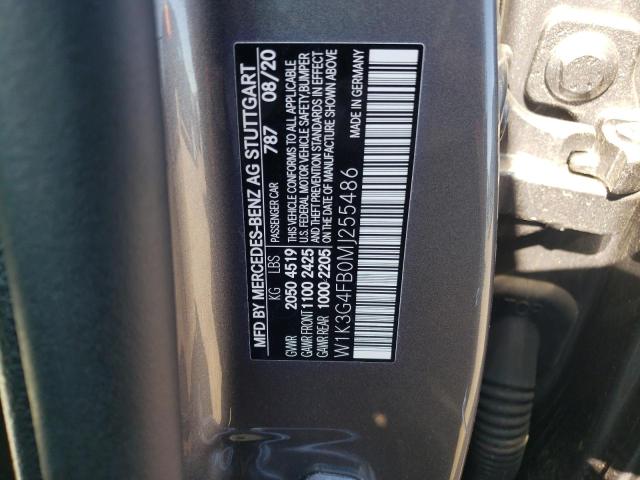 MFD BY MERCEDES-BENZ AG STUTTGART
PASSENGER CAR 787 08/20
KG LBS
GVWR 2050 4519
GAWR FRONT 1100 2425
GAWR REAR 1000-2205
THIS VEHICLE CONFORMS TO ALL APPLICABLE
U.S. FEDERAL MOTOR VEHICLE SAFETY, BUMPER
AND THEFT PREVENTION STANDARDS IN EFFECT
ON THE DATE OF MANUFACTURE SHOWN ABOVE
W1K3G4FB0MJ255486
MADE IN GERMANY
TOP